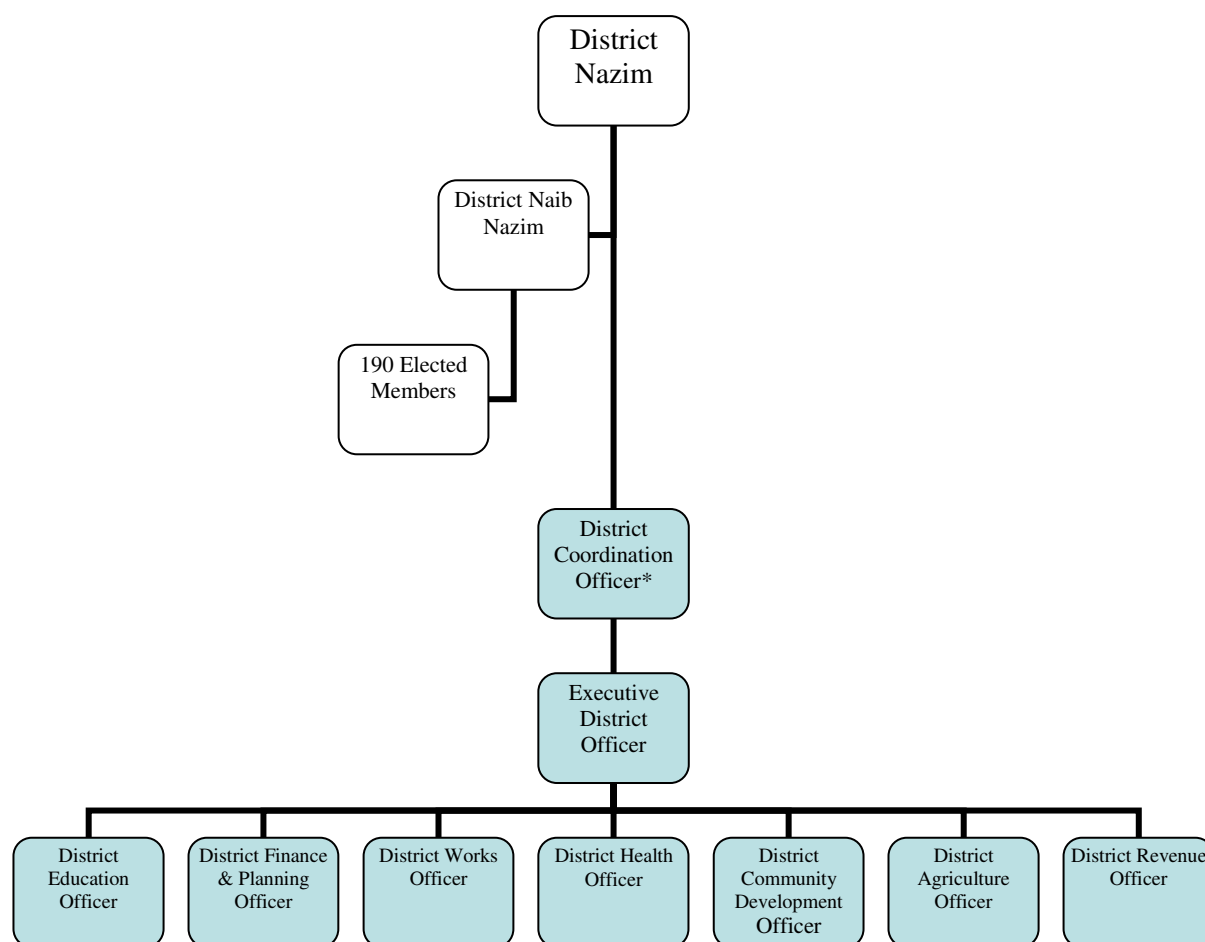 District
Nazim
District Naib
Nazim
190 Elected
Members
District
Coordination
Officer*
Executive
District
Officer
District
Education
Officer
District Finance
& Planning
Officer
District Works
Officer
District Health
Officer
District
Community
Development
Officer
District
Agriculture
Officer
District Revenue
Officer